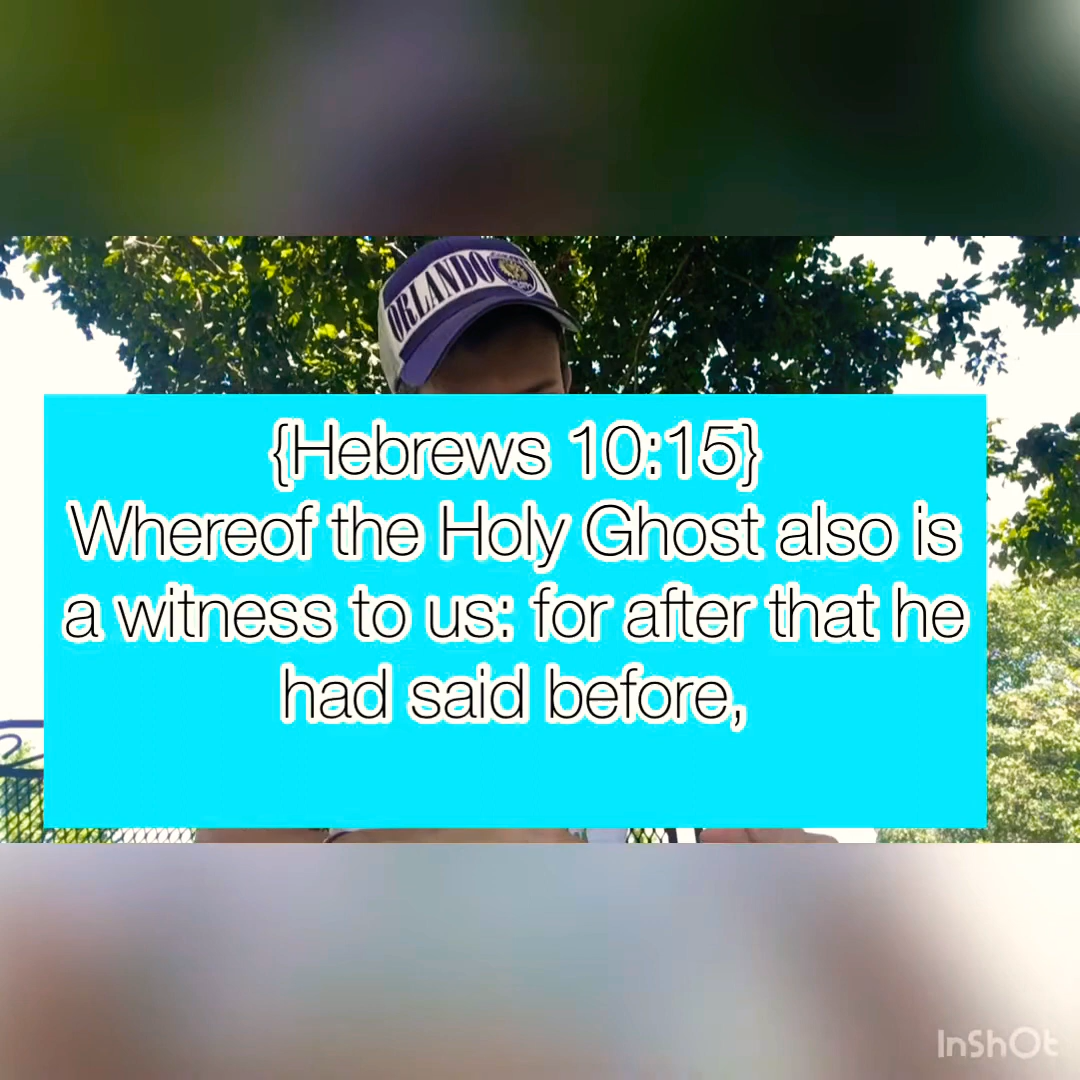 ORLANDO
{Hebrews 10:15}
Whereof the Holy Ghost also is
a witness to us: for after that he
had said before,
InShOt